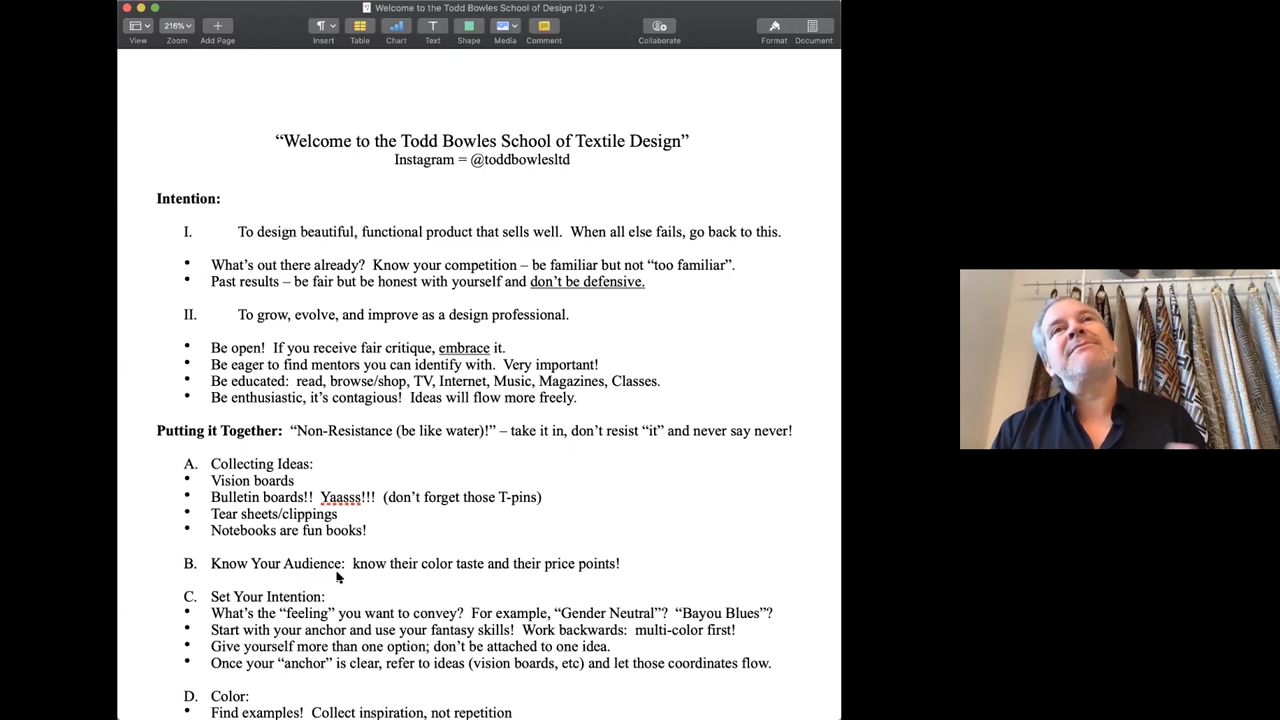 Welcome to the Todd Bowles School of Design (2) 2
216%
View
Zoom
Add Page
Insert
Table
Chart
Text
Shape
Media
Comment
Collaborate
Format
Document
“Welcome to the Todd Bowles School of Textile Design”
Instagram = @toddbowlesltd
Intention:
I. To design beautiful, functional product that sells well. When all else fails, go back to this.
• What’s out there already? Know your competition – be familiar but not “too familiar”.
• Past results – be fair but be honest with yourself and don’t be defensive.
II. To grow, evolve, and improve as a design professional.
• Be open! If you receive fair critique, embrace it.
• Be eager to find mentors you can identify with. Very important!
• Be educated: read, browse/shop, TV, Internet, Music, Magazines, Classes.
• Be enthusiastic, it’s contagious! Ideas will flow more freely.
Putting it Together: “Non-Resistance (be like water)!” – take it in, don’t resist “it” and never say never!
A. Collecting Ideas:
• Vision boards
• Bulletin boards!! Yaasss!!! (don’t forget those T-pins)
• Tear sheets/clippings
• Notebooks are fun books!
B. Know Your Audience: know their color taste and their price points!
C. Set Your Intention:
• What’s the “feeling” you want to convey? For example, “Gender Neutral”? “Bayou Blues”?
• Start with your anchor and use your fantasy skills! Work backwards: multi-color first!
• Give yourself more than one option; don’t be attached to one idea.
• Once your “anchor” is clear, refer to ideas (vision boards, etc) and let those coordinates flow.
D. Color:
• Find examples! Collect inspiration, not repetition